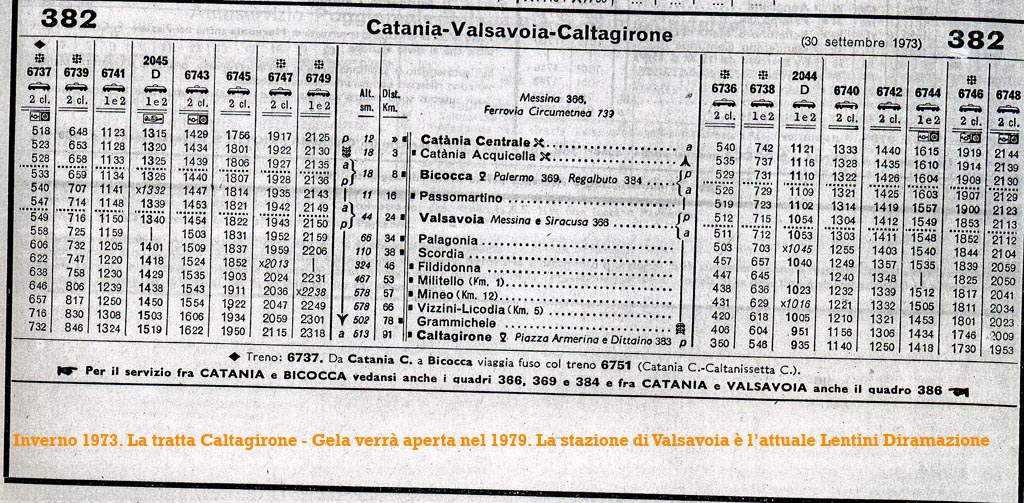 382 Catania-Valsavoia-Caltagirone (30 settembre 1973) 382
6737 6739 6741 2045 D 6743 6745 6747 6749 Alt. sm. Dist. Km. Messina 366, Ferrovia Circumetnea 739 6736 6738 2044 D 6740 6742 6744 6746 6748
2 cl. 2 cl. 1e2 1e2 2 cl. 2 cl. 2 cl. 1e2 2 cl. 2 cl. 1e2 2 cl. 2 cl. 1e2 2 cl. 2 cl.
518 648 1123 1315 1429 1756 1917 2125 p 12 » Catània Centrale a 540 742 1121 1333 1440 1615 1919 2144
523 653 1128 1320 1434 1801 1922 2130 18 3 Catània Acquicella 535 737 1116 1328 1435 1610 1914 2139
528 658 1133 1325 1439 1806 1927 2135 a 18 8 Bicocca Palermo 369, Regalbuto 384 p 529 731 1110 1322 1426 1604 1908 2130
533 659 1134 1326 1440 1807 1928 2136 p a 526 729 1109 1321 1425 1603 1907 2129
540 707 1141 x1332 1447 1814 1935 2143 11 16 Passomartino 519 723 1102 1314 1419 1557 1900 2123
547 714 1148 1339 1453 1821 1942 2149 a 44 24 Valsavoia Messina e Siracusa 366 p 512 715 1054 1304 1412 1549 1853 2113
549 716 1150 1340 1454 1822 1943 2150 p a 511 712 1053 1303 1411 1548 1852 2112
558 725 1159 | 1503 1831 1952 2159 66 34 Palagonia 503 703 x1045 1255 1403 1540 1844 2104
606 732 1205 1401 1509 1837 1959 2206 110 38 Scordia 457 657 1040 1249 1357 1535 1839 2059
622 747 1220 1418 1524 1852 x2013 | 324 46 Fildidonna 447 645 | 1240 1348 | 1825 2050
638 758 1230 1429 1535 1903 2024 2231 467 53 Militello (Km. 1) 438 636 1023 1232 1339 1512 1817 2041
646 806 1239 1438 1543 1911 2036 x2238 578 57 Mineo (Km. 12) 431 629 x1016 1221 1332 1505 1811 2034
657 817 1250 1450 1554 1922 2047 2249 578 66 Vizzini-Licodia (Km. 5) 420 618 1005 1210 1321 1453 1801 2023
716 830 1308 1503 1606 1934 2059 2301 502 78 Grammichele 406 604 951 1156 1306 1434 1746 2009
732 846 1324 1519 1622 1950 2115 2318 a 513 91 Caltagirone Piazza Armerina e Dittaino 383 p 350 546 935 1140 1250 1418 1730 1953
◆ Treno: 6737. Da Catania C. a Bicocca viaggia fuso col treno 6751 (Catania C.-Caltanissetta C.).
Per il servizio fra CATANIA e BICOCCA vedansi anche i quadri 366, 369 e 384 e fra CATANIA e VALSAVOIA anche il quadro 386
Inverno 1973. La tratta Caltagirone - Gela verrà aperta nel 1979. La stazione di Valsavoia è l'attuale Lentini Diramazione